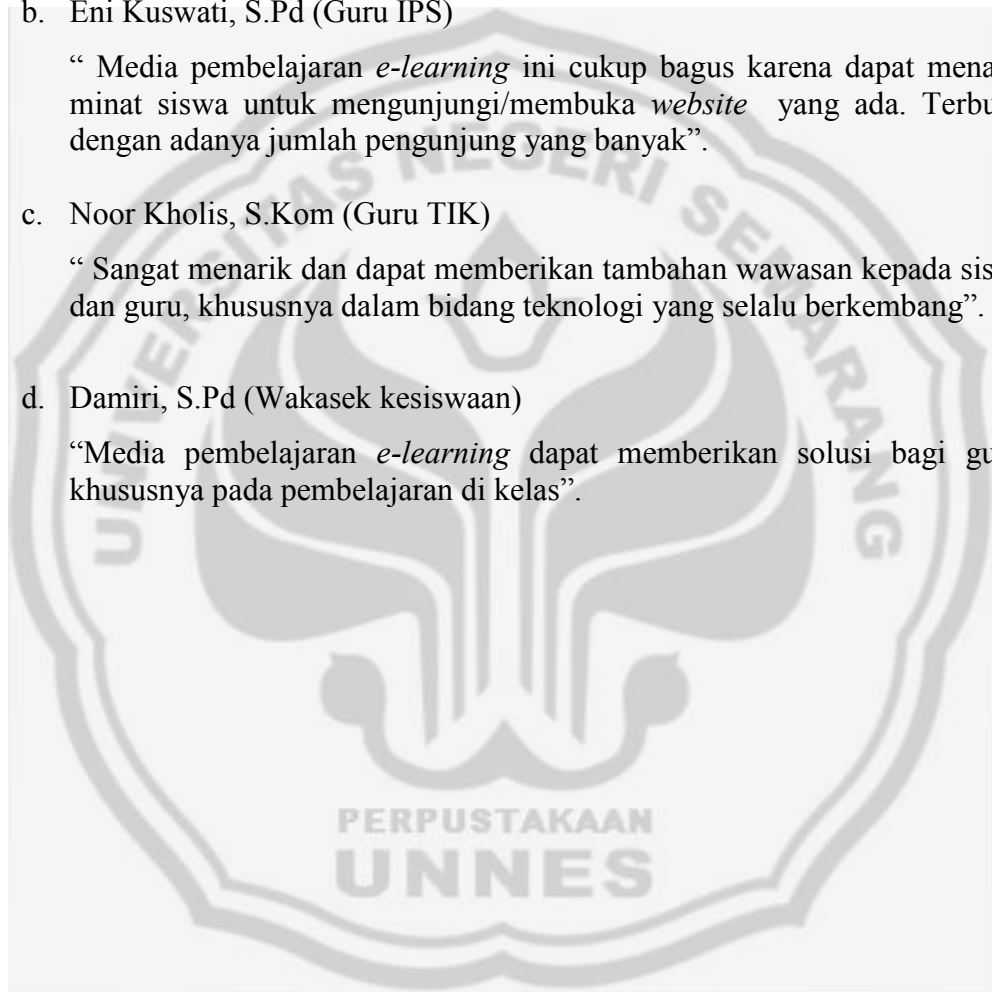 b. Eni Kuswati, S.Pd (Guru IPS)
“ Media pembelajaran e-learning ini cukup bagus karena dapat mena
minat siswa untuk mengunjungi/membuka website yang ada. Terbu
dengan adanya jumlah pengunjung yang banyak”.
c. Noor Kholis, S.Kom (Guru TIK)
“ Sangat menarik dan dapat memberikan tambahan wawasan kepada sis
dan guru, khususnya dalam bidang teknologi yang selalu berkembang”.
d. Damiri, S.Pd (Wakasek kesiswaan)
“Media pembelajaran e-learning dapat memberikan solusi bagi gu
khususnya pada pembelajaran di kelas”.
UNIVERSITAS NEGERI SEMARANG
PERPUSTAKAAN
UNNES